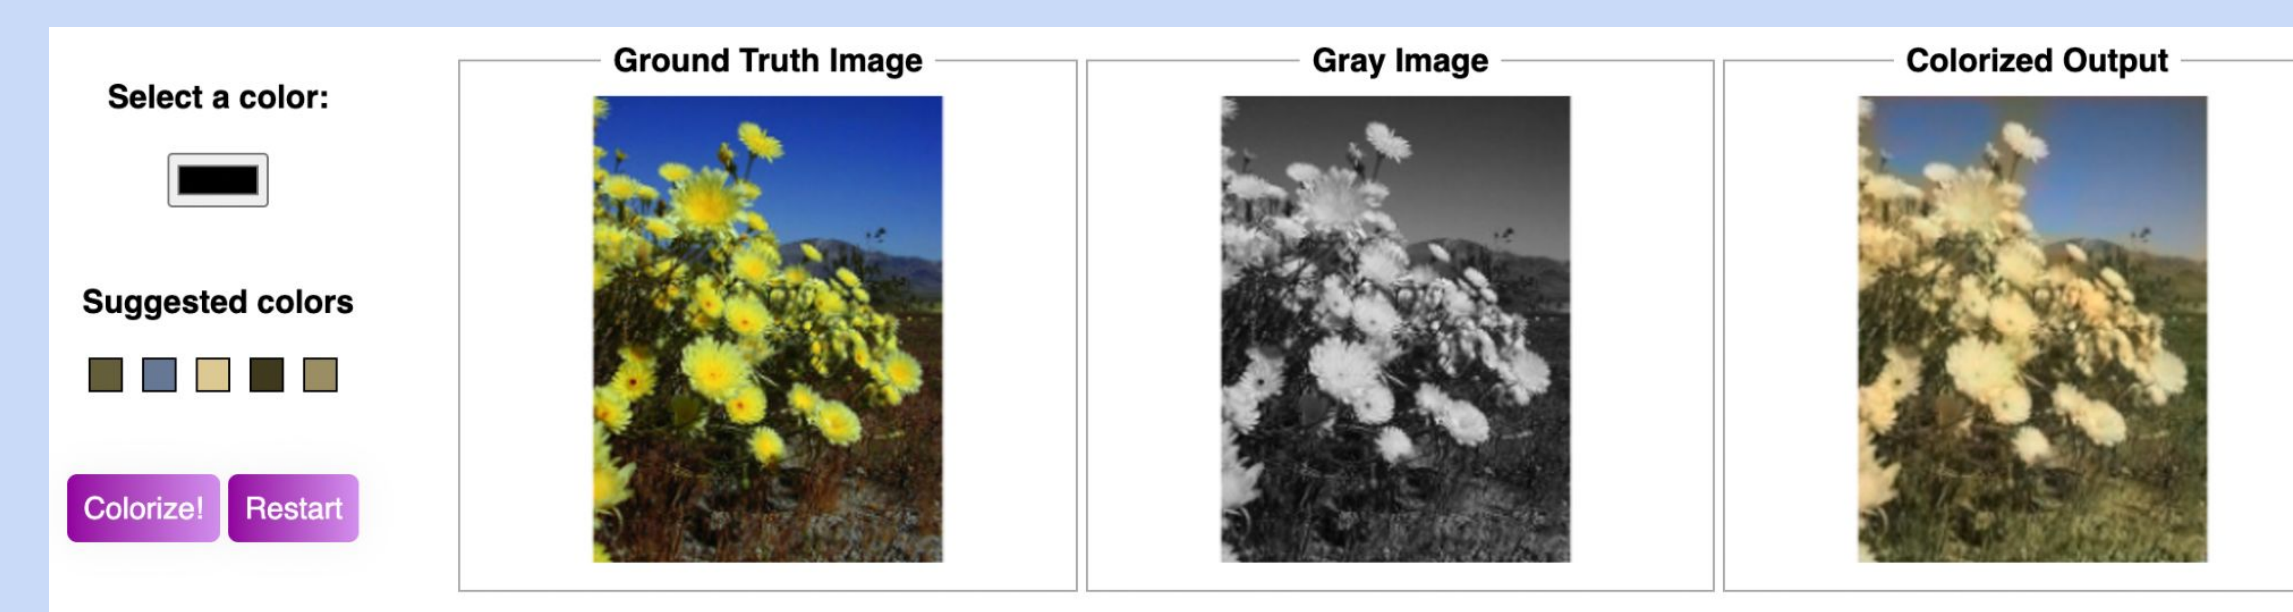 Select a color:
Suggested colors
Colorize! Restart
Ground Truth Image
Gray Image
Colorized Output